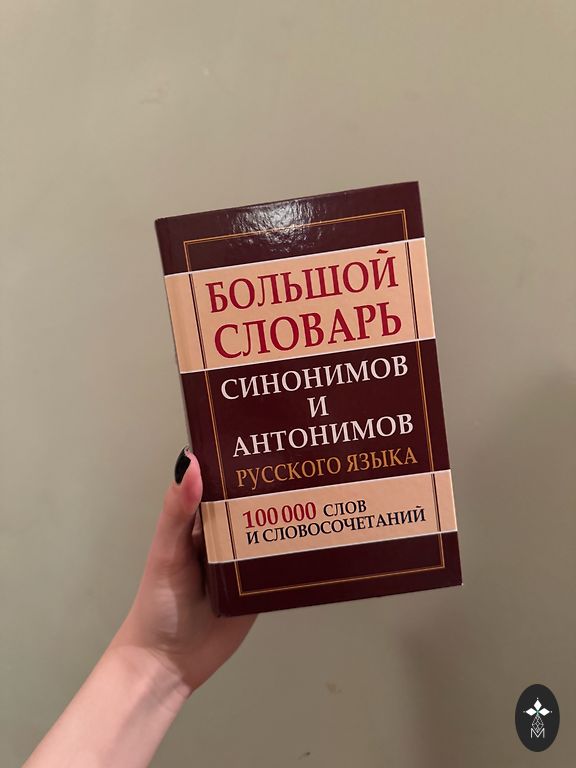 БОЛЬШОЙ
СЛОВАРЬ
СИНОНИМОВ
И
АНТОНИМОВ
РУССКОГО ЯЗЫКА
100 000 СЛОВ
И СЛОВОСОЧЕТАНИЙ
M